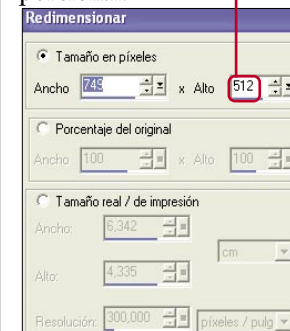 Redimensionar
Tamaño en píxeles
Ancho 749 x Alto 512
Porcentaje del original
Ancho 100 x Alto 100
Tamaño real / de impresión
Ancho: 6,342
cm
Alto: 4,335
Resolución: 300,000 píxeles / pulg